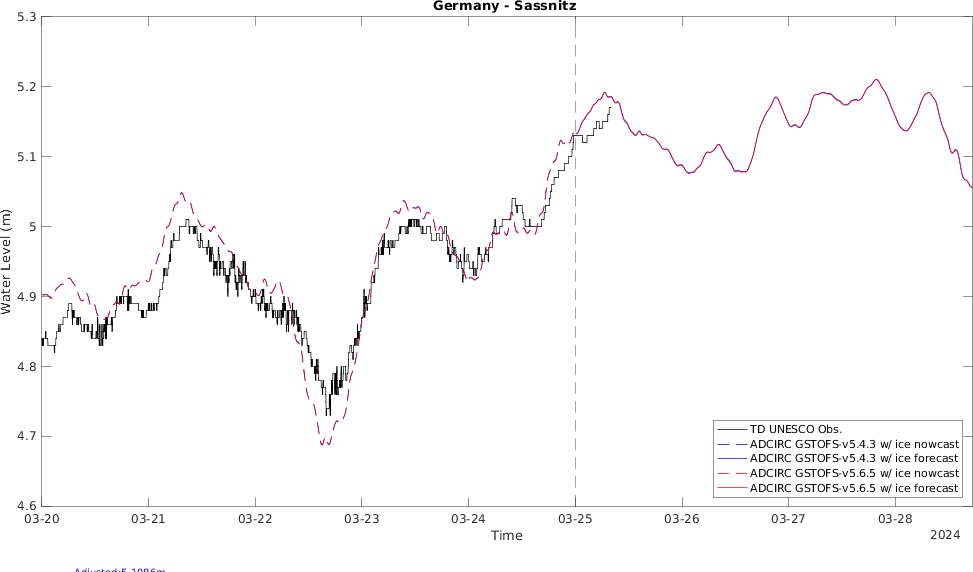 Germany - Sassnitz
5.3
5.2
5.1
5
4.9
4.8
4.7
4.6
Water Level (m)
TD UNESCO Obs.
ADCIRC GSTOFS-v5.4.3 w/ ice nowcast
ADCIRC GSTOFS-v5.4.3 w/ ice forecast
ADCIRC GSTOFS-v5.6.5 w/ ice nowcast
ADCIRC GSTOFS-v5.6.5 w/ ice forecast
03-20 03-21 03-22 03-23 03-24 03-25 03-26 03-27 03-28
Time
2024
Adjusted:5.1086m